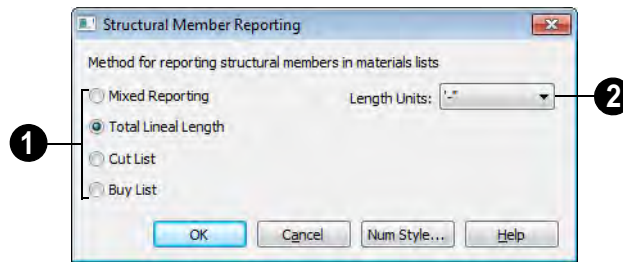 Structural Member Reporting
Method for reporting structural members in materials lists
Mixed Reporting
Length Units: '-"
2
Total Lineal Length
1
Cut List
Buy List
OK Cancel Num Style... Help